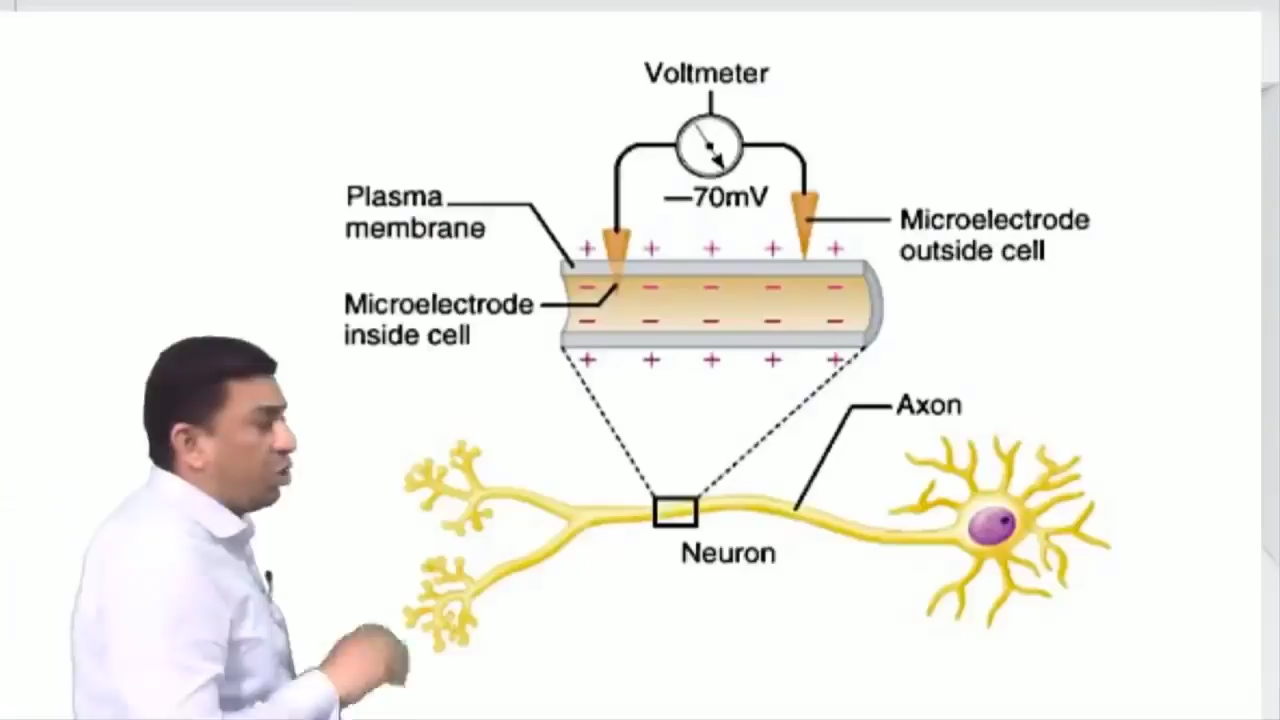 Voltmeter
—70mV
Plasma
membrane
Microelectrode
outside cell
Microelectrode
inside cell
Axon
Neuron